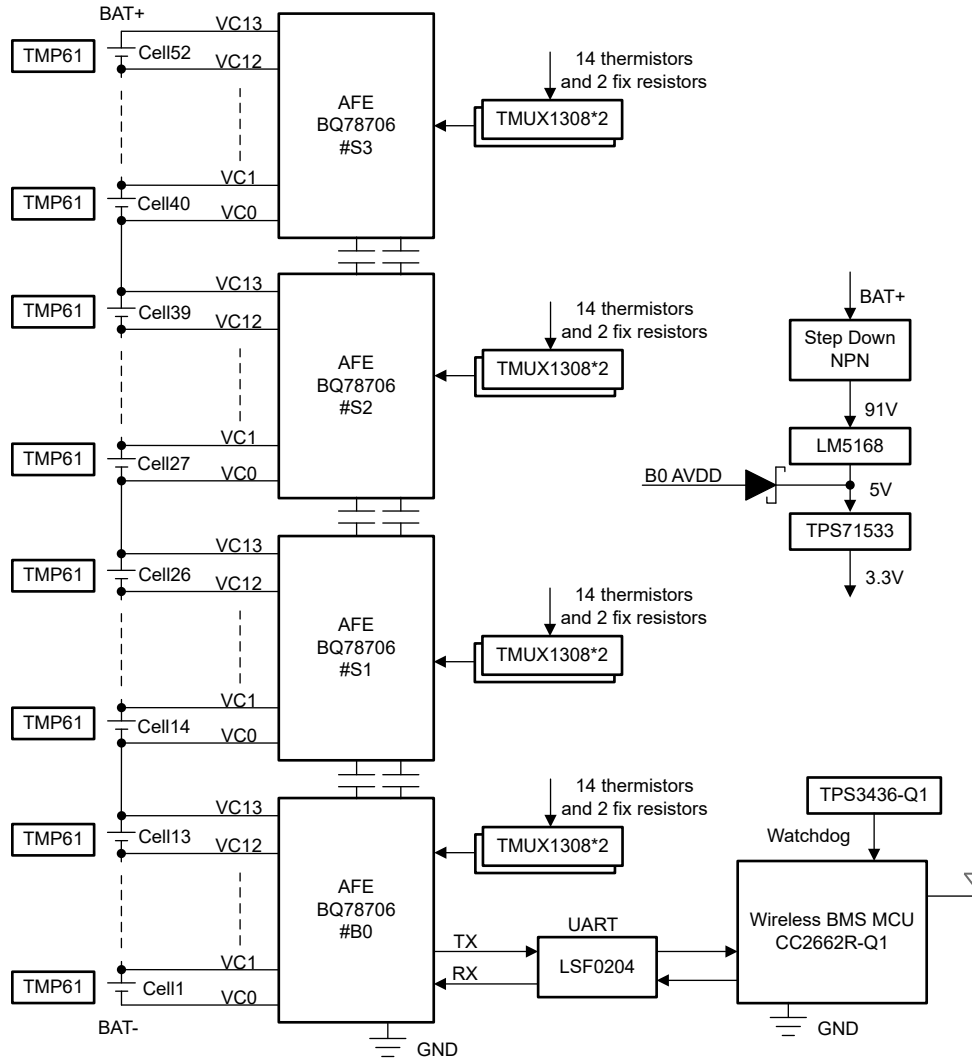 BAT+
TMP61
Cell52
VC13
VC12
AFE
BQ78706
#S3
14 thermistors
and 2 fix resistors
TMUX1308*2
TMP61
Cell40
VC1
VC0
TMP61
Cell39
VC13
VC12
AFE
BQ78706
#S2
14 thermistors
and 2 fix resistors
TMUX1308*2
TMP61
Cell27
VC1
VC0
BAT+
Step Down
NPN
91V
LM5168
B0 AVDD
5V
TPS71533
3.3V
TMP61
Cell26
VC13
VC12
AFE
BQ78706
#S1
14 thermistors
and 2 fix resistors
TMUX1308*2
TMP61
Cell14
VC1
VC0
TMP61
Cell13
VC13
VC12
AFE
BQ78706
#B0
14 thermistors
and 2 fix resistors
TMUX1308*2
TMP61
Cell1
VC1
VC0
BAT-
GND
TX
RX
UART
LSF0204
TPS3436-Q1
Watchdog
Wireless BMS MCU
CC2662R-Q1
GND